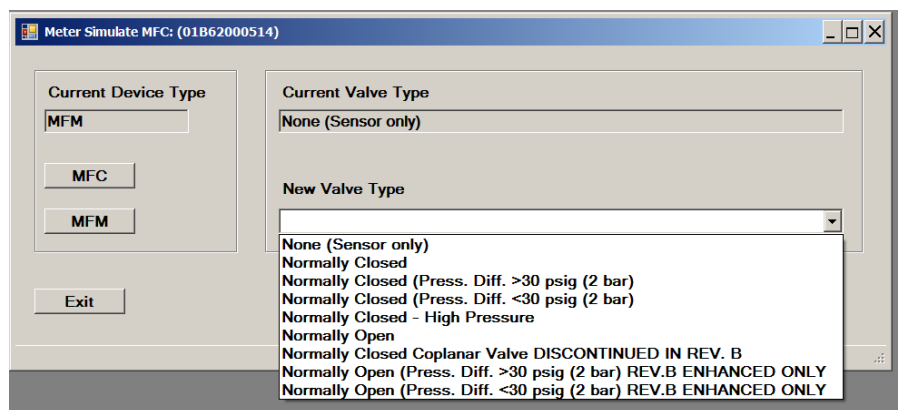 Meter Simulate MFC: (01B62000514)
Current Device Type
MFM
MFC
MFM
Exit
Current Valve Type
None (Sensor only)
New Valve Type
None (Sensor only)
Normally Closed
Normally Closed (Press. Diff. >30 psig (2 bar)
Normally Closed (Press. Diff. <30 psig (2 bar)
Normally Closed - High Pressure
Normally Open
Normally Closed Coplanar Valve DISCONTINUED IN REV. B
Normally Open (Press. Diff. >30 psig (2 bar) REV.B ENHANCED ONLY
Normally Open (Press. Diff. <30 psig (2 bar) REV.B ENHANCED ONLY